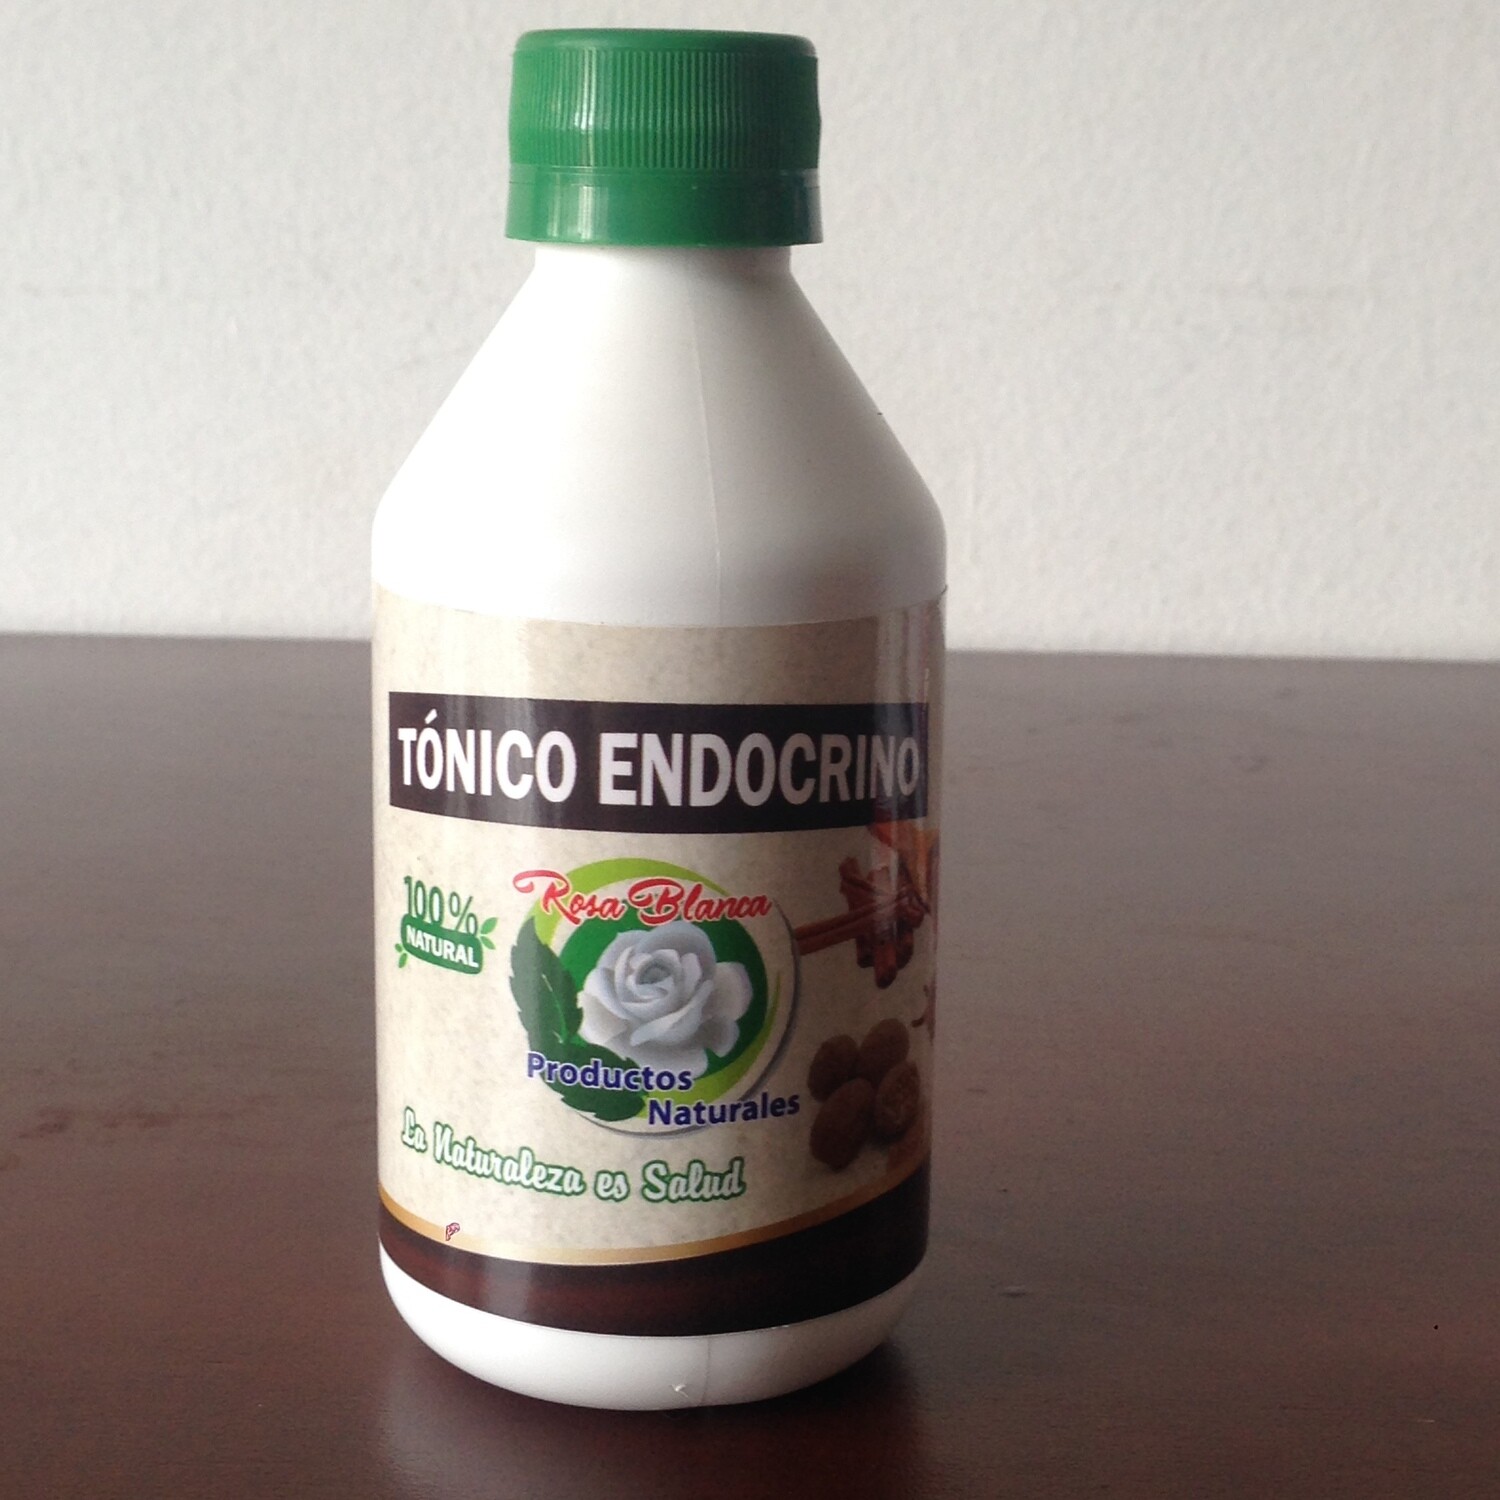 TÓNICO ENDOCRINO
100%
NATURAL
Rosa Blanca
Productos
Naturales
La Naturaleza es Salud